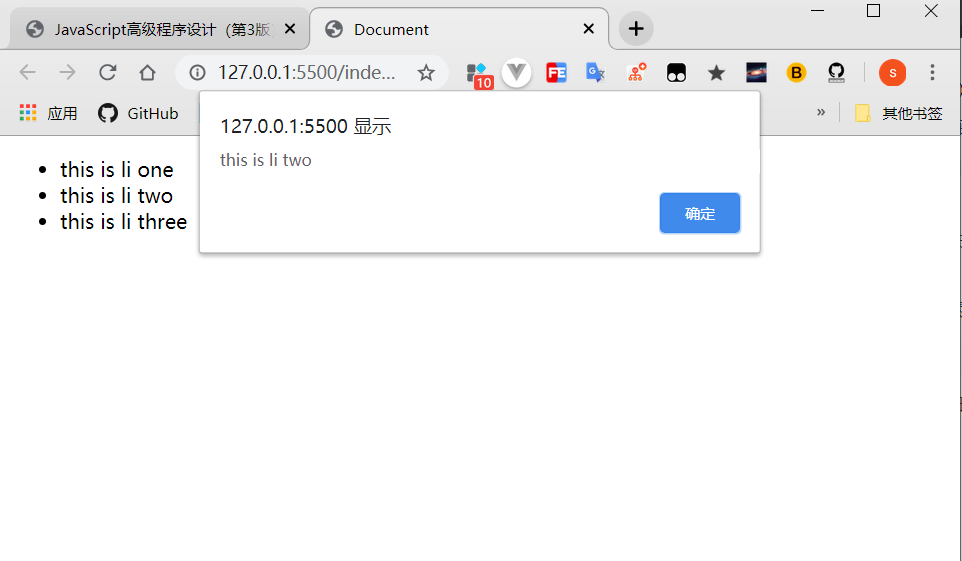 JavaScript高级程序设计（第3版
Document
127.0.0.1:5500/inde...
10
FE
G
B
s
应用
GitHub
»
其他书签
127.0.0.1:5500 显示
this is li two
确定
• this is li one
• this is li two
• this is li three